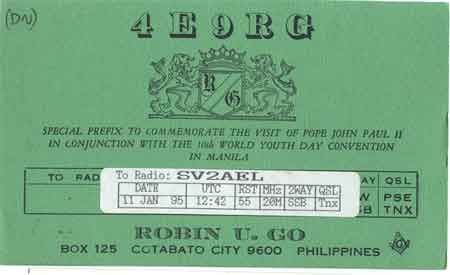 (DN)
4E9RG
R
G
SPECIAL PREFIX TO COMMEMORATE THE VISIT OF POPE JOHN PAUL II
IN CONJUNCTION WITH THE 10th WORLD YOUTH DAY CONVENTION
IN MANILA
TO RAD
AY QSL
W PSE
SB TNX
To Radio: SV2AEL
DATE UTC RST MHz 2WAY QSL
11 JAN 95 12:42 55 20M SSB Tnx
ROBIN U. GO
BOX 125 COTABATO CITY 9600 PHILIPPINES
G